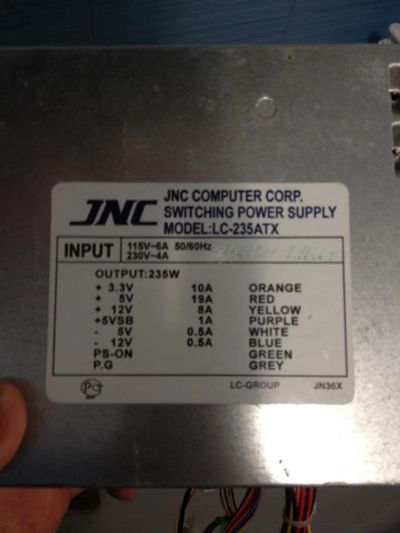 JNC
JNC COMPUTER CORP.
SWITCHING POWER SUPPLY
MODEL:LC-235ATX
INPUT
115V~6A 50/60Hz
230V~4A
OUTPUT:235W
+ 3.3V 10A ORANGE
+ 5V 19A RED
+ 12V 8A YELLOW
+5VSB 1A PURPLE
- 5V 0.5A WHITE
- 12V 0.5A BLUE
PS-ON GREEN
P.G GREY
LC-GROUP JN36X